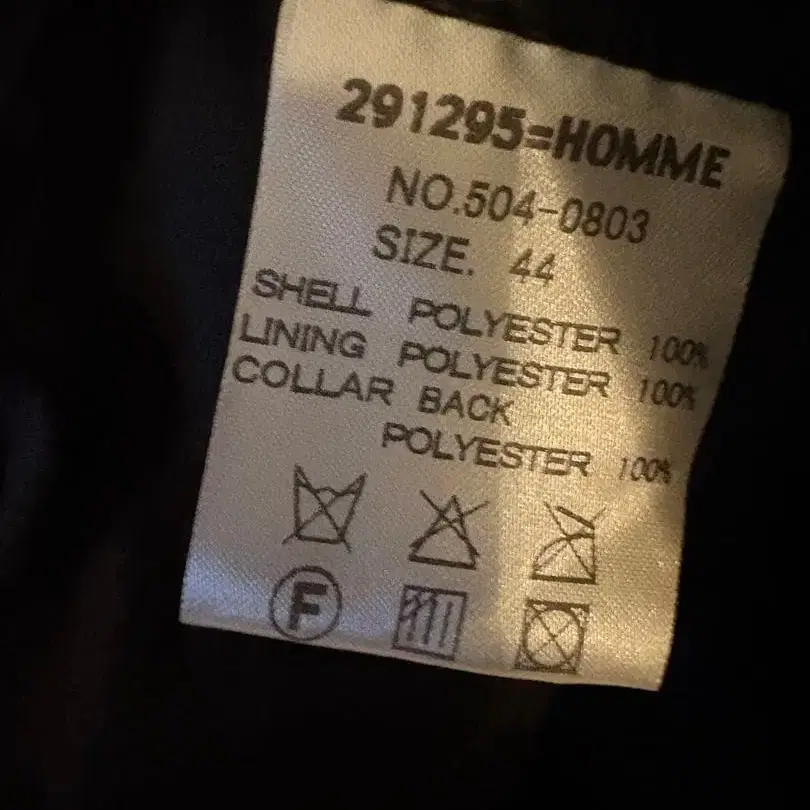 291295=HOMME
NO.504-0803
SIZE. 44
SHELL POLYESTER 100%
LINING POLYESTER 100%
COLLAR BACK
POLYESTER 100%
F